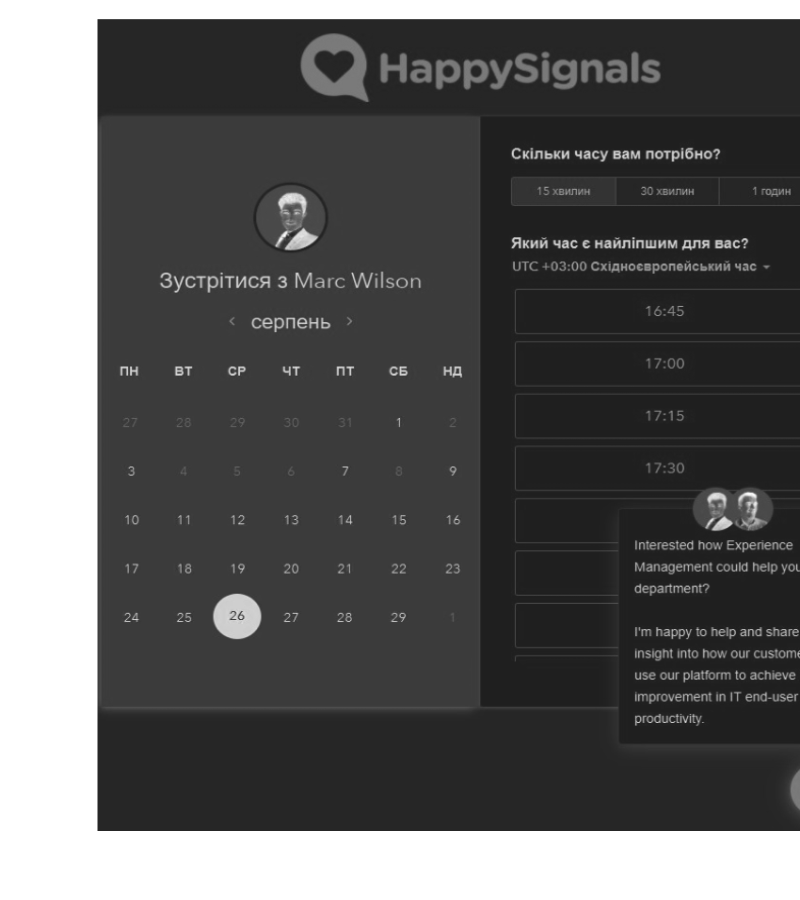 HappySignals
Зустрітися з Marc Wilson
серпень
ПН ВТ СР ЧТ ПТ СБ НД
27 28 29 30 31 1 2
3 4 5 6 7 8 9
10 11 12 13 14 15 16
17 18 19 20 21 22 23
24 25 26 27 28 29 1
Скільки часу вам потрібно?
15 хвилин 30 хвилин 1 годин
Який час є найліпшим для вас?
UTC +03:00 Східноєвропейський час
16:45
17:00
17:15
17:30
Interested how Experience
Management could help you
department?
I'm happy to help and share
insight into how our custome
use our platform to achieve
improvement in IT end-user
productivity.